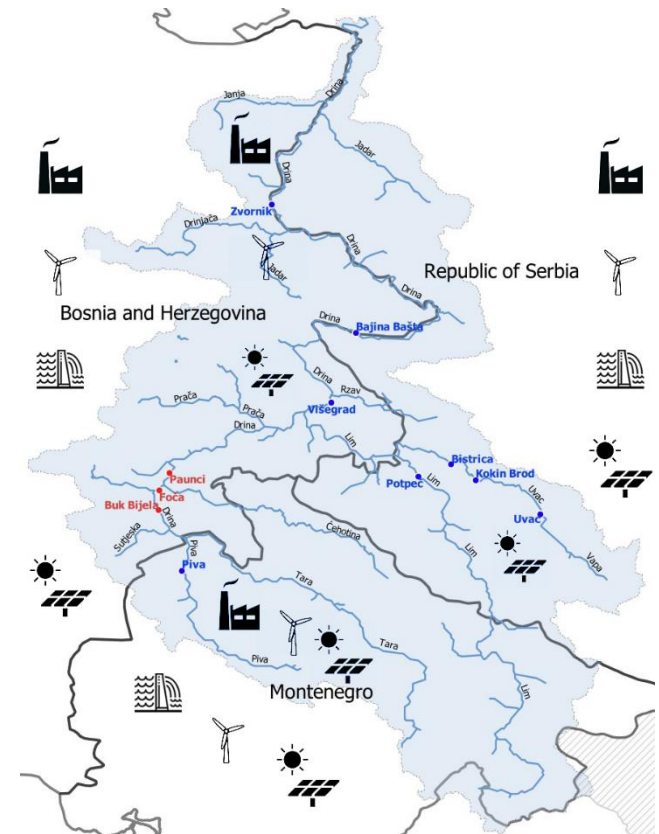 Drina
Janja
Jadar
Drina
Zvornik
Drinjača
Drina
Jadar
Republic of Serbia
Drina
Bosnia and Herzegovina
Drina
Bajina Bašta
Drina
Rzav
Prača
Višegrad
Prača
Drina
Lim
Bistrica
Paunci
Potpeć
Lim
Kokin Brod
Foča
Uvac
Buk Bijela
Drina
Uvac
Ćehotina
Sutjeska
Piva
Lim
Vapa
Piva
Tara
Tara
Piva
Lim
Montenegro
Lim